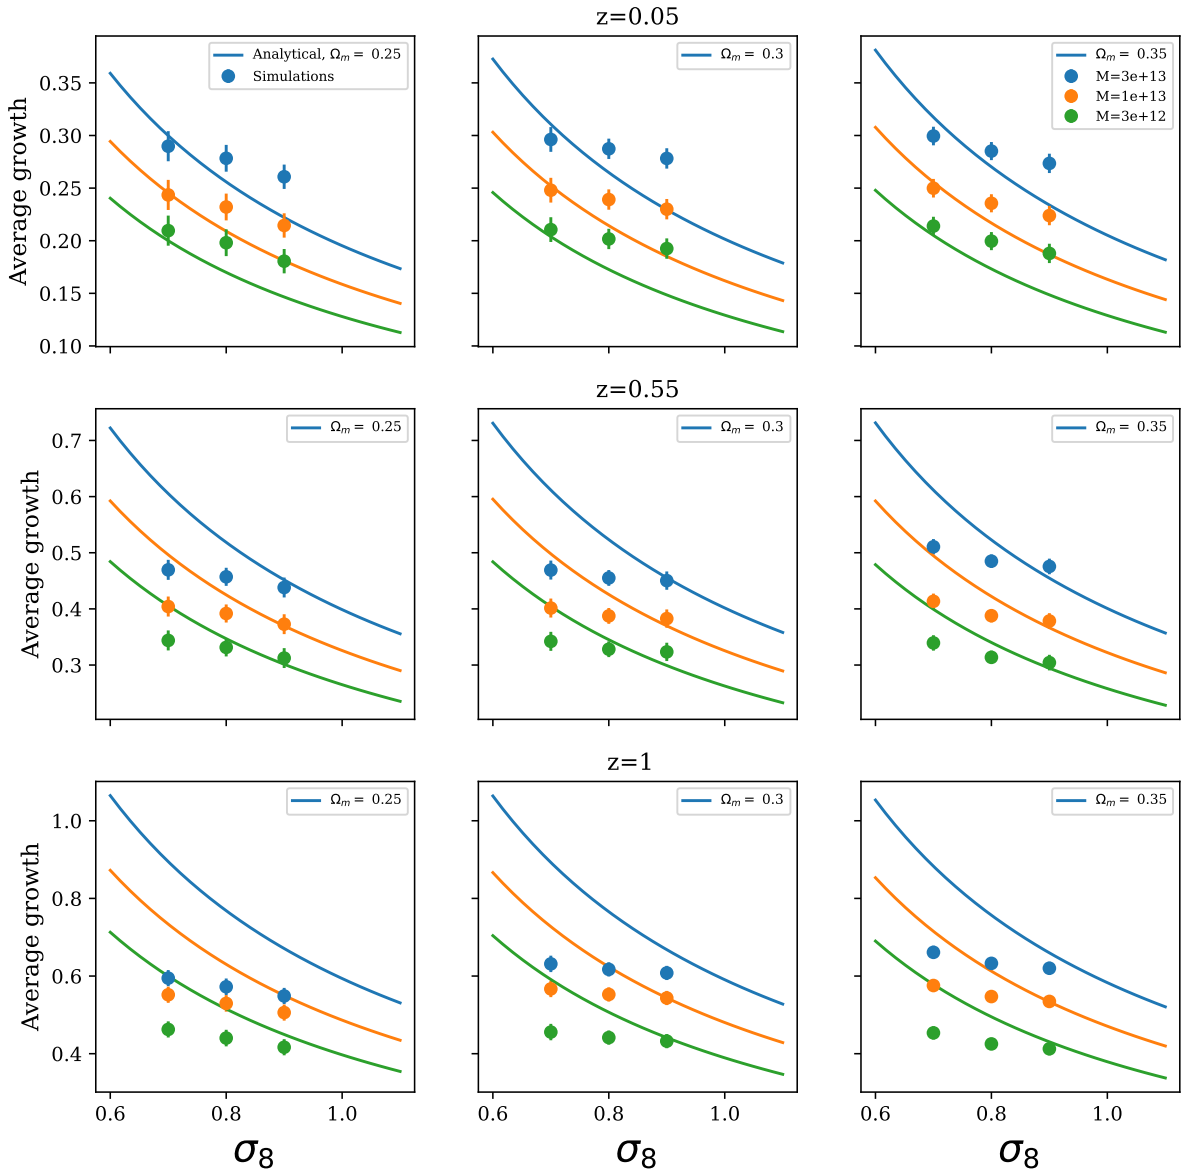 z=0.05
Average growth
0.35
0.30
0.25
0.20
0.15
0.10
Analytical, Ωm = 0.25
Simulations
Ωm = 0.3
Ωm = 0.35
M=3e+13
M=1e+13
M=3e+12
z=0.55
Average growth
0.7
0.6
0.5
0.4
0.3
Ωm = 0.25
Ωm = 0.3
Ωm = 0.35
z=1
Average growth
1.0
0.8
0.6
0.4
Ωm = 0.25
Ωm = 0.3
Ωm = 0.35
0.6 0.8 1.0
0.6 0.8 1.0
0.6 0.8 1.0
σ8
σ8
σ8